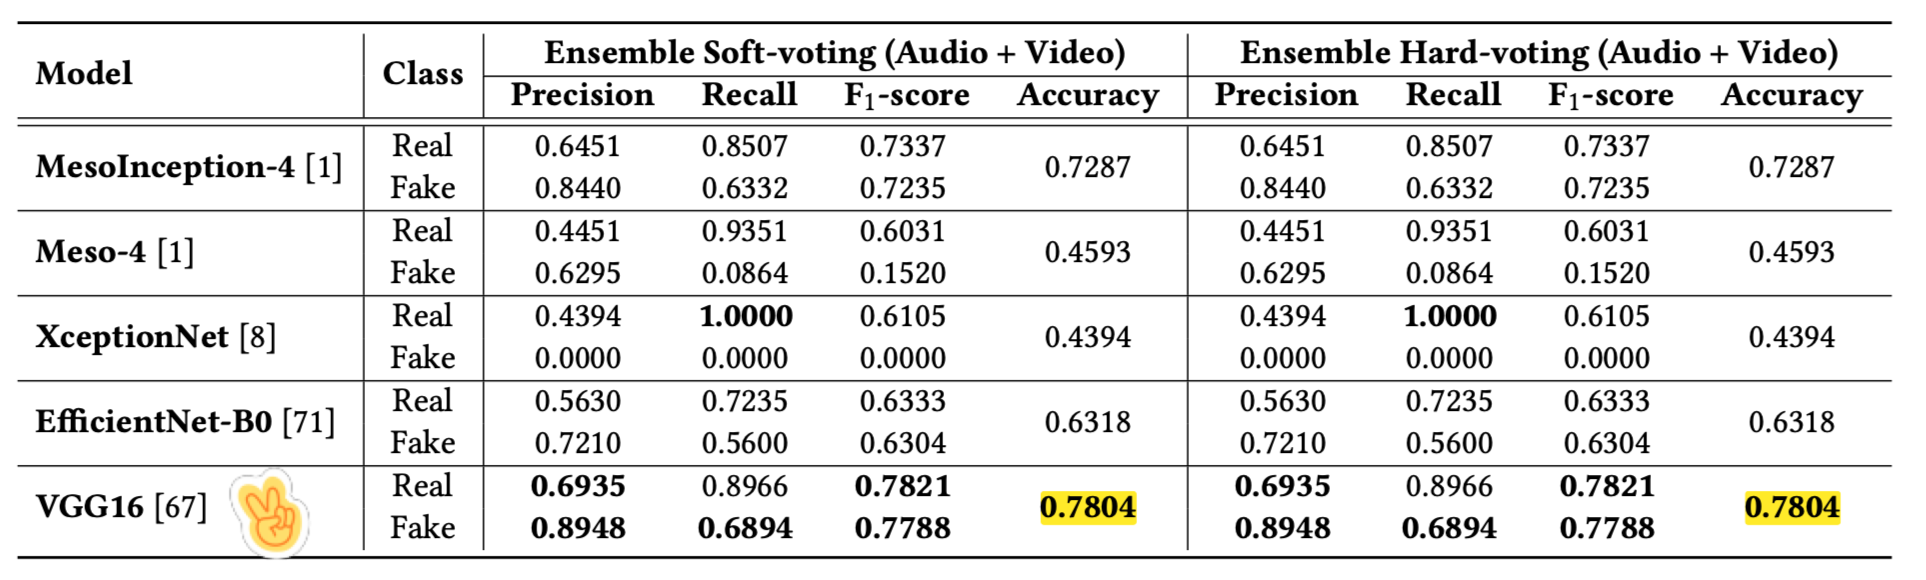 Model Class Ensemble Soft-voting (Audio + Video) Ensemble Hard-voting (Audio + Video)
Precision Recall F₁-score Accuracy Precision Recall F₁-score Accuracy
MesoInception-4 [1] Real 0.6451 0.8507 0.7337 0.7287 0.6451 0.8507 0.7337 0.7287
Fake 0.8440 0.6332 0.7235 0.8440 0.6332 0.7235
Meso-4 [1] Real 0.4451 0.9351 0.6031 0.4593 0.4451 0.9351 0.6031 0.4593
Fake 0.6295 0.0864 0.1520 0.6295 0.0864 0.1520
XceptionNet [8] Real 0.4394 1.0000 0.6105 0.4394 0.4394 1.0000 0.6105 0.4394
Fake 0.0000 0.0000 0.0000 0.0000 0.0000 0.0000
EfficientNet-B0 [71] Real 0.5630 0.7235 0.6333 0.6318 0.5630 0.7235 0.6333 0.6318
Fake 0.7210 0.5600 0.6304 0.7210 0.5600 0.6304
VGG16 [67] Real 0.6935 0.8966 0.7821 0.7804 0.6935 0.8966 0.7821 0.7804
Fake 0.8948 0.6894 0.7788 0.8948 0.6894 0.7788